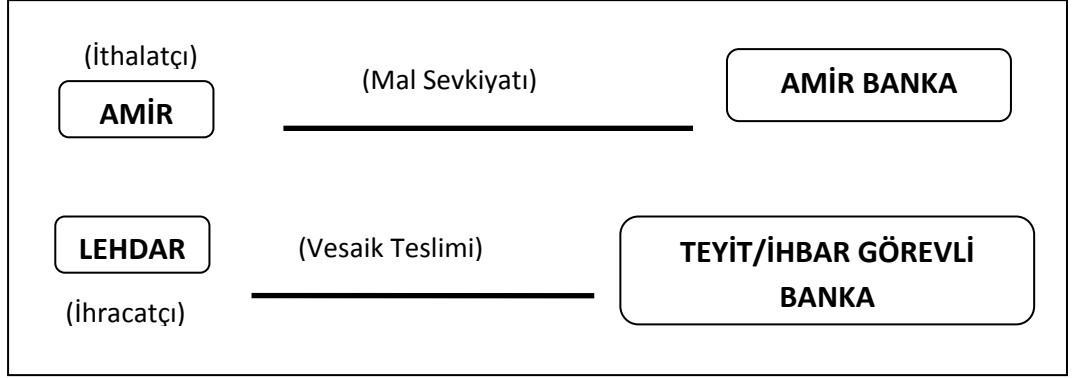 (İthalatçı)
AMİR
(Mal Sevkiyatı)
AMİR BANKA
LEHDAR
(Vesaik Teslimi)
TEYİT/İHBAR GÖREVLİ
BANKA
(İhracatçı)